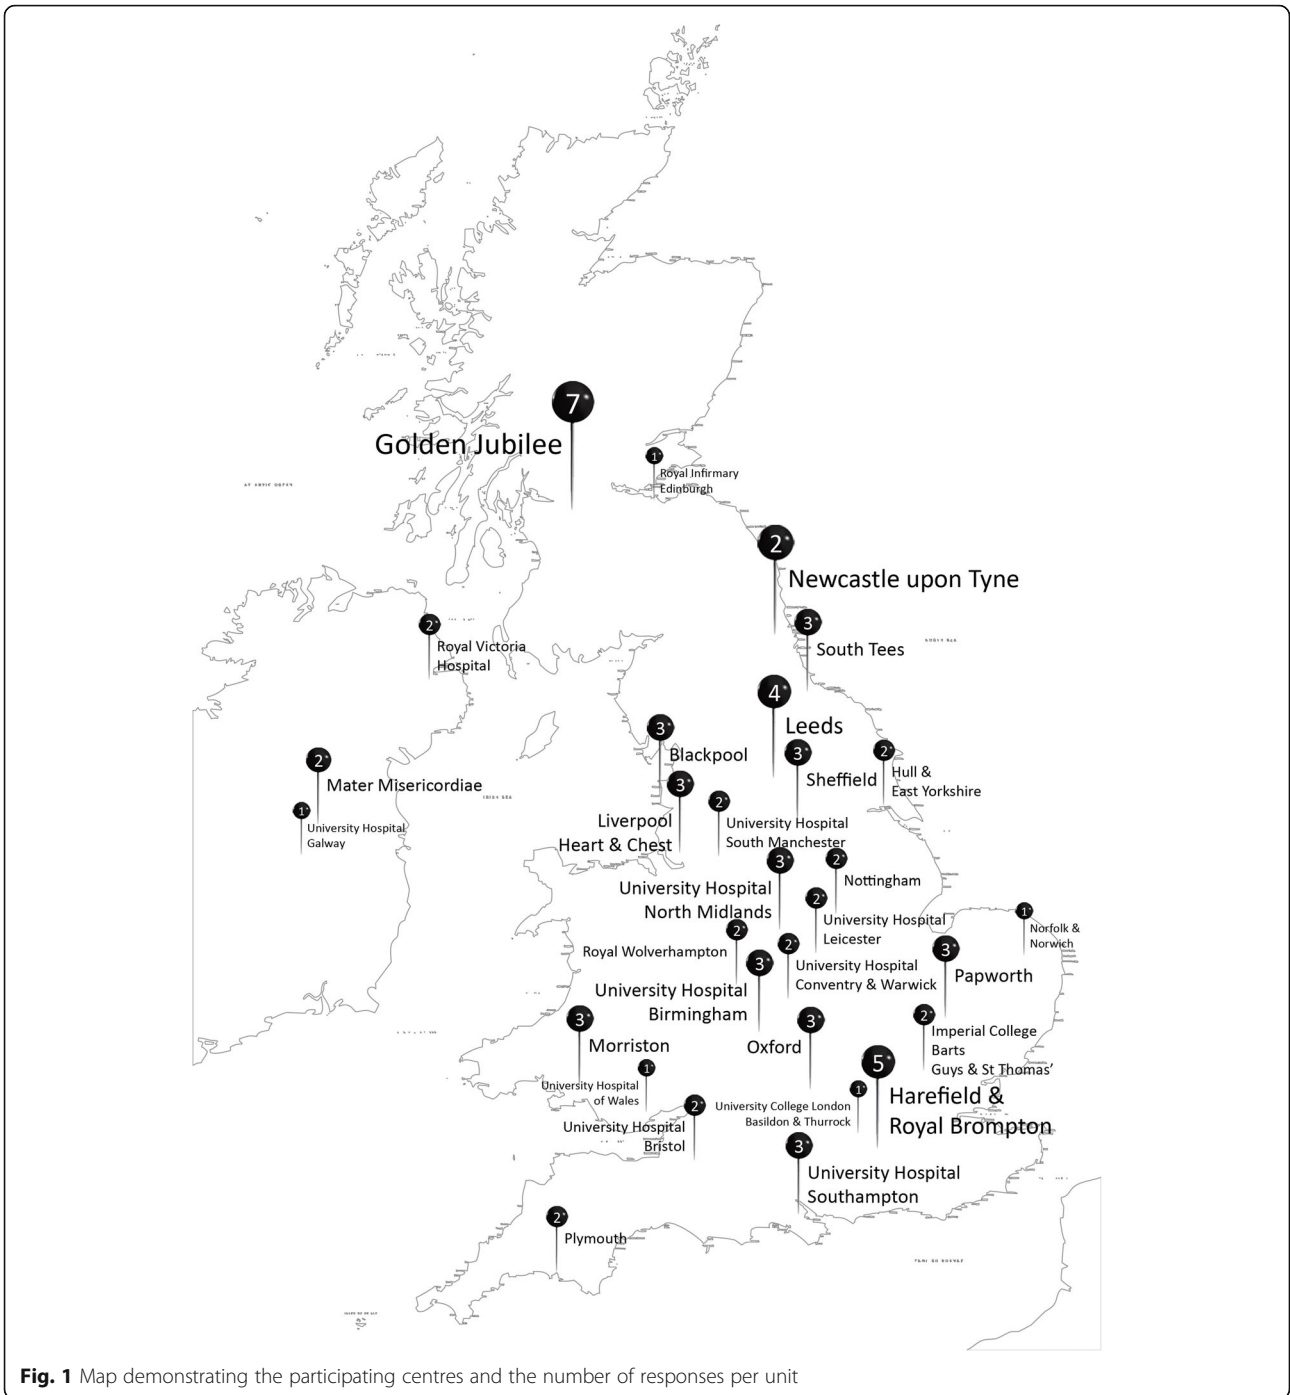 7
Golden Jubilee
1
Royal Infirmary
Edinburgh
2
Newcastle upon Tyne
2
Royal Victoria
Hospital
3
South Tees
4
Leeds
3
Blackpool
3
Sheffield
2
Hull &
East Yorkshire
2
Mater Misericordiae
1
University Hospital
Galway
3
Liverpool
Heart & Chest
2
University Hospital
South Manchester
3
University Hospital
North Midlands
2
Nottingham
2
University Hospital
Leicester
1
Norfolk &
Norwich
2
Royal Wolverhampton
2
University Hospital
Conventry & Warwick
3
Papworth
3
University Hospital
Birmingham
3
Morriston
3
Oxford
2
Imperial College
Barts
Guys & St Thomas'
1
University Hospital
of Wales
5
Harefield &
Royal Brompton
1
University College London
Basildon & Thurrock
2
University Hospital
Bristol
3
University Hospital
Southampton
2
Plymouth
Fig. 1 Map demonstrating the participating centres and the number of responses per unit